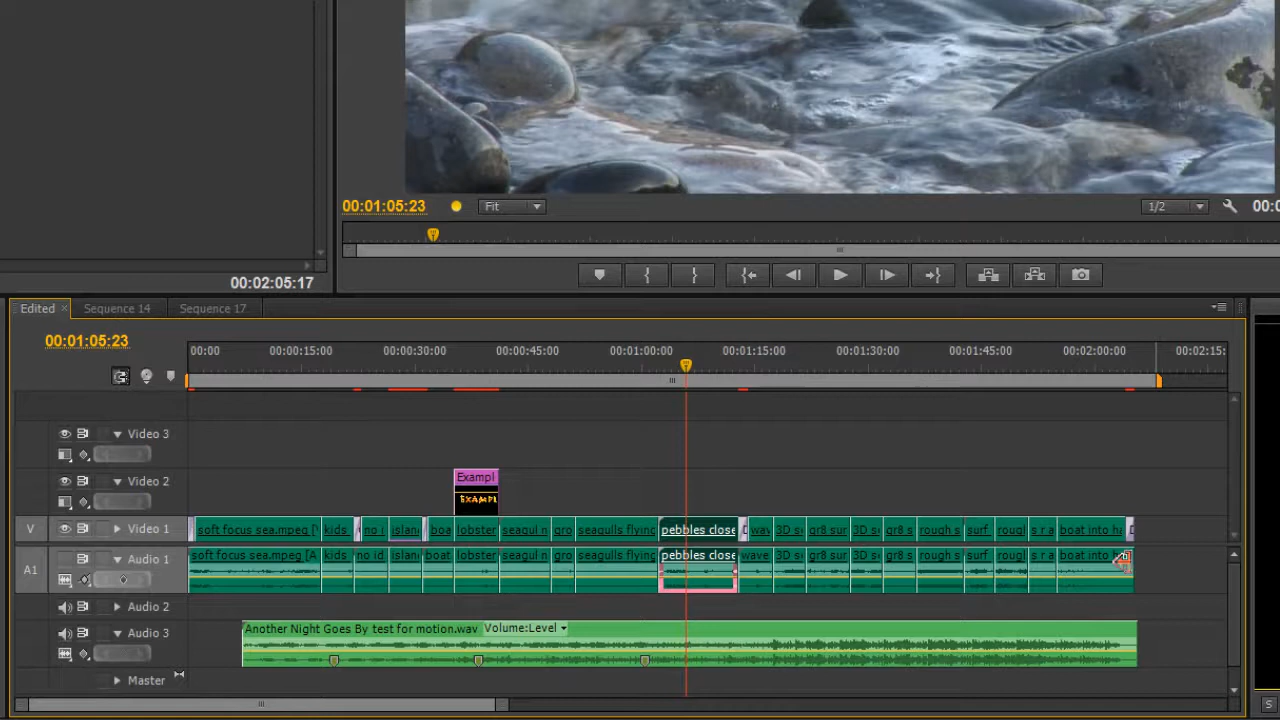 00:01:05:23
Fit
1/2
00:0
00:02:05:17
Edited
Sequence 14
Sequence 17
00:01:05:23
00:00
00:00:15:00
00:00:30:00
00:00:45:00
00:01:00:00
00:01:15:00
00:01:30:00
00:01:45:00
00:02:00:00
00:02:15:
Video 3
Video 2
Exampl
EXAMPL
V
Video 1
soft focus sea.mpeg [V
kids
no i
islan
boa
lobster
seagul n
gro
seagulls flying
pebbles close
wav
3D s
gr8 sur
3D s
gr8 s
rough s
surf
rough
s r a
boat into ha
A1
Audio 1
soft focus sea.mpeg [A
kids
no id
islan
boat
lobster
seagul n
gro
seagulls flying
pebbles close
wave
3D s
gr8 sur
3D s
gr8 s
rough s
surf
rough
s r a
boat into
Audio 2
Audio 3
Another Night Goes By test for motion.wav Volume:Level
Master
S